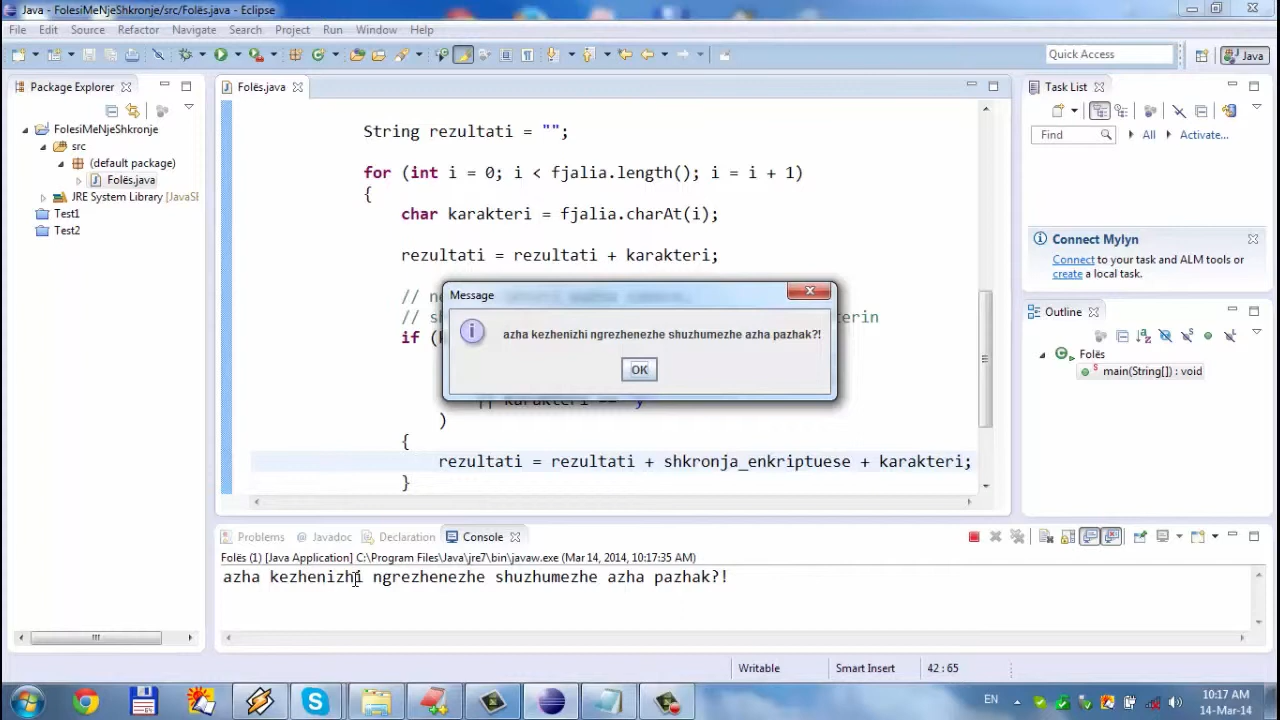 Java - FolesiMeNjeShkronje/src/Folës.java - Eclipse
File Edit Source Refactor Navigate Search Project Run Window Help
Quick Access
Java
Package Explorer
FolesiMeNjeShkronje
src
(default package)
Folës.java
JRE System Library [JavaSE
Test1
Test2
Folës.java
String rezultati = "";
for (int i = 0; i < fjalia.length(); i = i + 1)
{
char karakteri = fjalia.charAt(i);
rezultati = rezultati + karakteri;
//
//
if (
karakteri == 'y'
)
{
rezultati = rezultati + shkronja_enkriptuese + karakteri;
}
Message
azha kezhenizhi ngrezhenezhe shuzhumezhe azha pazhak?!
OK
Task List
Find
All
Activate...
Connect Mylyn
Connect to your task and ALM tools or
create a local task.
Outline
Folës
main(String[]) : void
Problems Javadoc Declaration Console
Folës (1) [Java Application] C:\Program Files\Java\jre7\bin\javaw.exe (Mar 14, 2014, 10:17:35 AM)
azha kezhenizhi ngrezhenezhe shuzhumezhe azha pazhak?!
Writable
Smart Insert
42 : 65
EN
10:17 AM
14-Mar-14